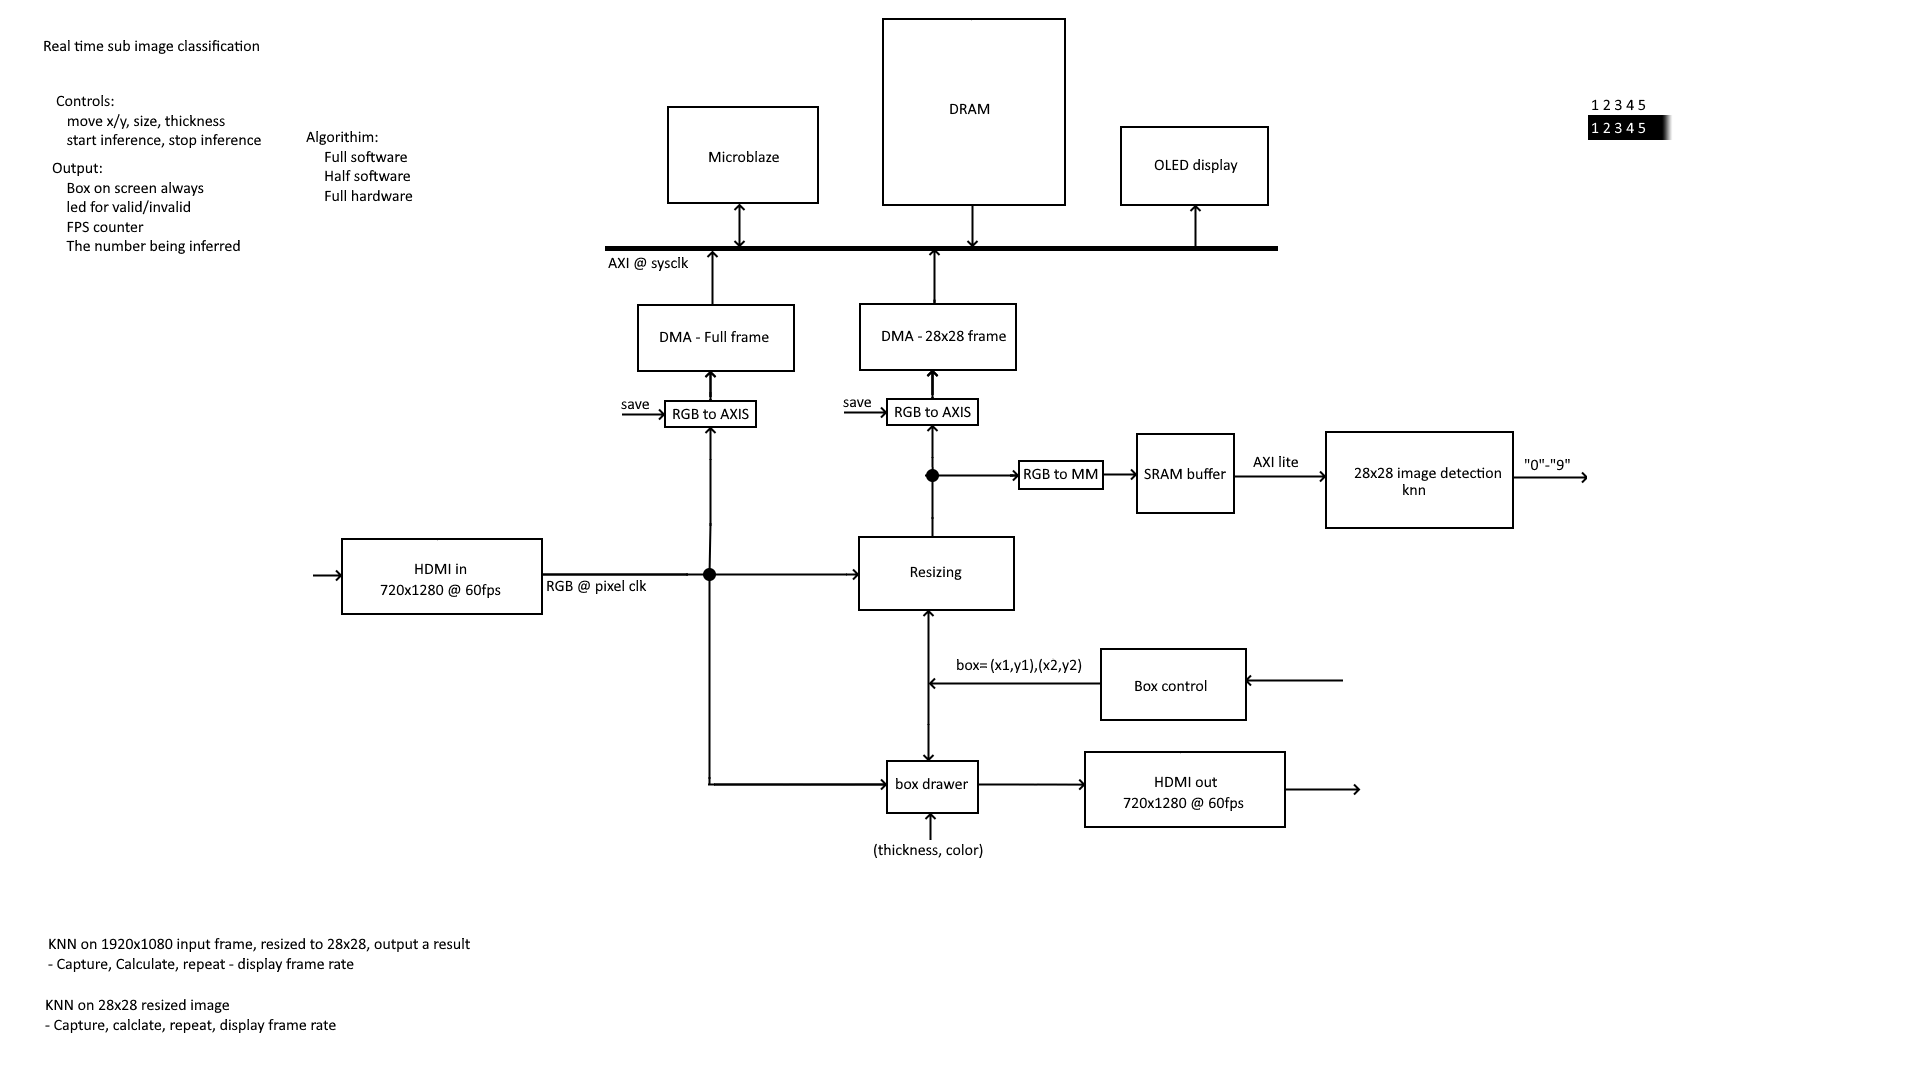 Real time sub image classification
Controls:
move x/y, size, thickness
start inference, stop inference
Output:
Box on screen always
led for valid/invalid
FPS counter
The number being inferred
Algorithim:
Full software
Half software
Full hardware
Microblaze
DRAM
OLED display
1 2 3 4 5
1 2 3 4 5
AXI @ sysclk
DMA - Full frame
DMA - 28x28 frame
save
RGB to AXIS
save
RGB to AXIS
RGB to MM
SRAM buffer
AXI lite
28x28 image detection
knn
"0"-"9"
HDMI in
720x1280 @ 60fps
RGB @ pixel clk
Resizing
box= (x1,y1),(x2,y2)
Box control
box drawer
HDMI out
720x1280 @ 60fps
(thickness, color)
KNN on 1920x1080 input frame, resized to 28x28, output a result
- Capture, Calculate, repeat - display frame rate
KNN on 28x28 resized image
- Capture, calclate, repeat, display frame rate